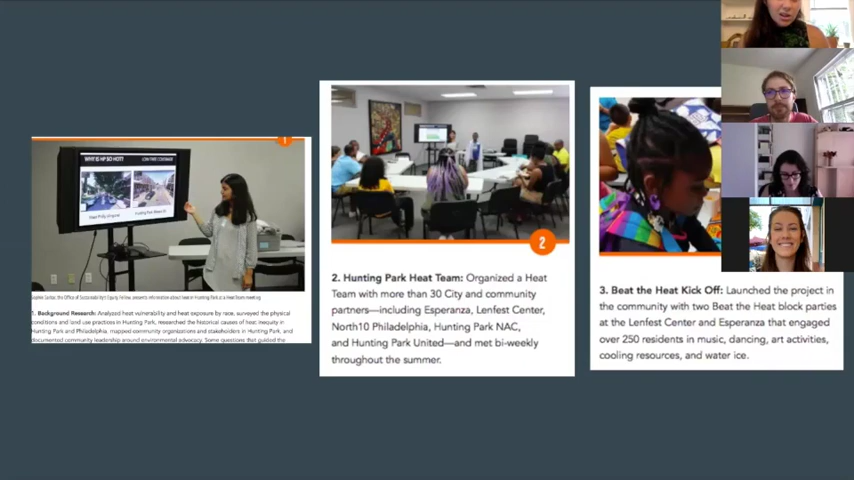 1
WHY IS HP SO HOT?
LOW TREE COVERAGE
1. Background Research: Analyzed heat vulnerability and heat exposure by race, surveyed the physical
conditions and land use practices in Hunting Park, researched the historical causes of heat inequity in
Hunting Park and Philadelphia, mapped community organizations and stakeholders in Hunting Park, and
documented community leadership around environmental advocacy. Some questions that guided the
2
2. Hunting Park Heat Team: Organized a Heat
Team with more than 30 City and community
partners—including Esperanza, Lenfest Center,
North10 Philadelphia, Hunting Park NAC,
and Hunting Park United—and met bi-weekly
throughout the summer.
3. Beat the Heat Kick Off: Launched the project in
the community with two Beat the Heat block parties
at the Lenfest Center and Esperanza that engaged
over 250 residents in music, dancing, art activities,
cooling resources, and water ice.